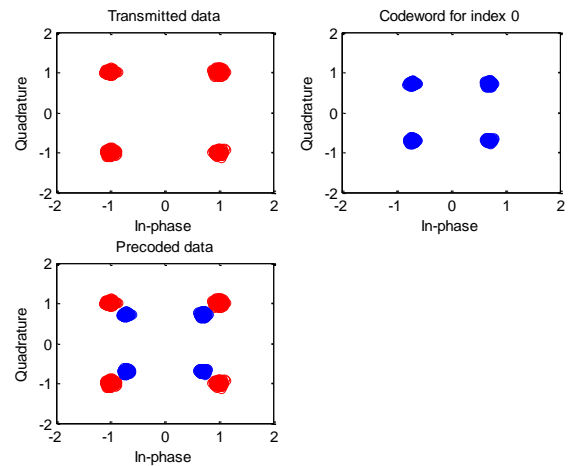 Transmitted data
2
1
0
-1
-2
Quadrature
-2 -1 0 1 2
In-phase
Codeword for index 0
2
1
0
-1
-2
Quadrature
-2 -1 0 1 2
In-phase
Precoded data
2
1
0
-1
-2
Quadrature
-2 -1 0 1 2
In-phase